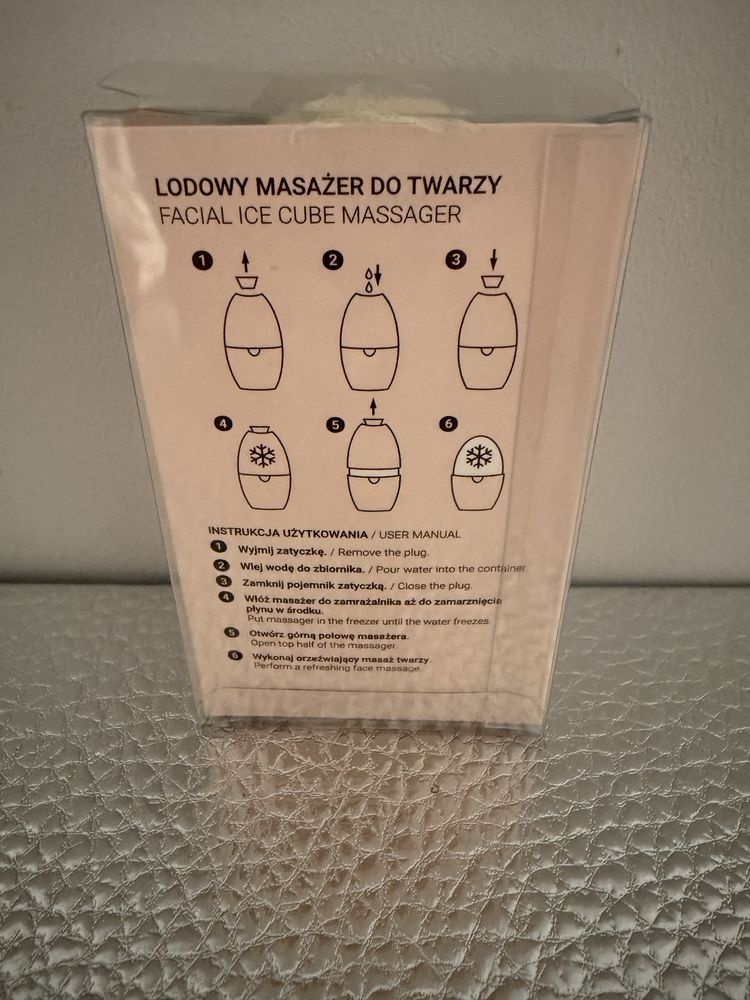 LODOWY MASAŻER DO TWARZY
FACIAL ICE CUBE MASSAGER
1 2 3
4 5 6
INSTRUKCJA UŻYTKOWANIA / USER MANUAL
1 Wyjmij zatyczkę. / Remove the plug.
2 Wlej wodę do zbiornika. / Pour water into the container
3 Zamknij pojemnik zatyczką. / Close the plug.
4 Włóż masażer do zamrażalnika aż do zamarznięcia
płynu w środku.
Put massager in the freezer until the water freezes.
5 Otwórz górną połowę masażera.
Open top half of the massager.
6 Wykonaj orzeźwiający masaż twarzy.
Perform a refreshing face massage.